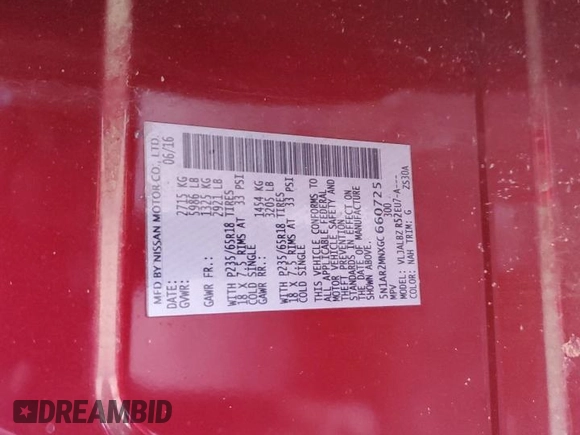 MFD BY NISSAN MOTOR CO., LTD.
DATE: 06/16
GVWR: 2715 KG
5986 LB
GAWR FR: 1325 KG
2921 LB
WITH P235/65R18 TIRES
18 X 7.5 RIMS AT 33 PSI
COLD SINGLE
GAWR RR: 1454 KG
3205 LB
WITH P235/65R18 TIRES
18 X 7.5 RIMS AT 33 PSI
COLD SINGLE
THIS VEHICLE CONFORMS TO
ALL APPLICABLE FEDERAL
MOTOR VEHICLE SAFETY AND
THEFT PREVENTION
STANDARDS IN EFFECT ON
THE DATE OF MANUFACTURE
SHOWN ABOVE.
5N1AR2MNXGC660725
MPV 300
MODEL: VLJALBZ R52EU7-A---
COLOR: NAH TRIM: G ZS30A
DREAMBID